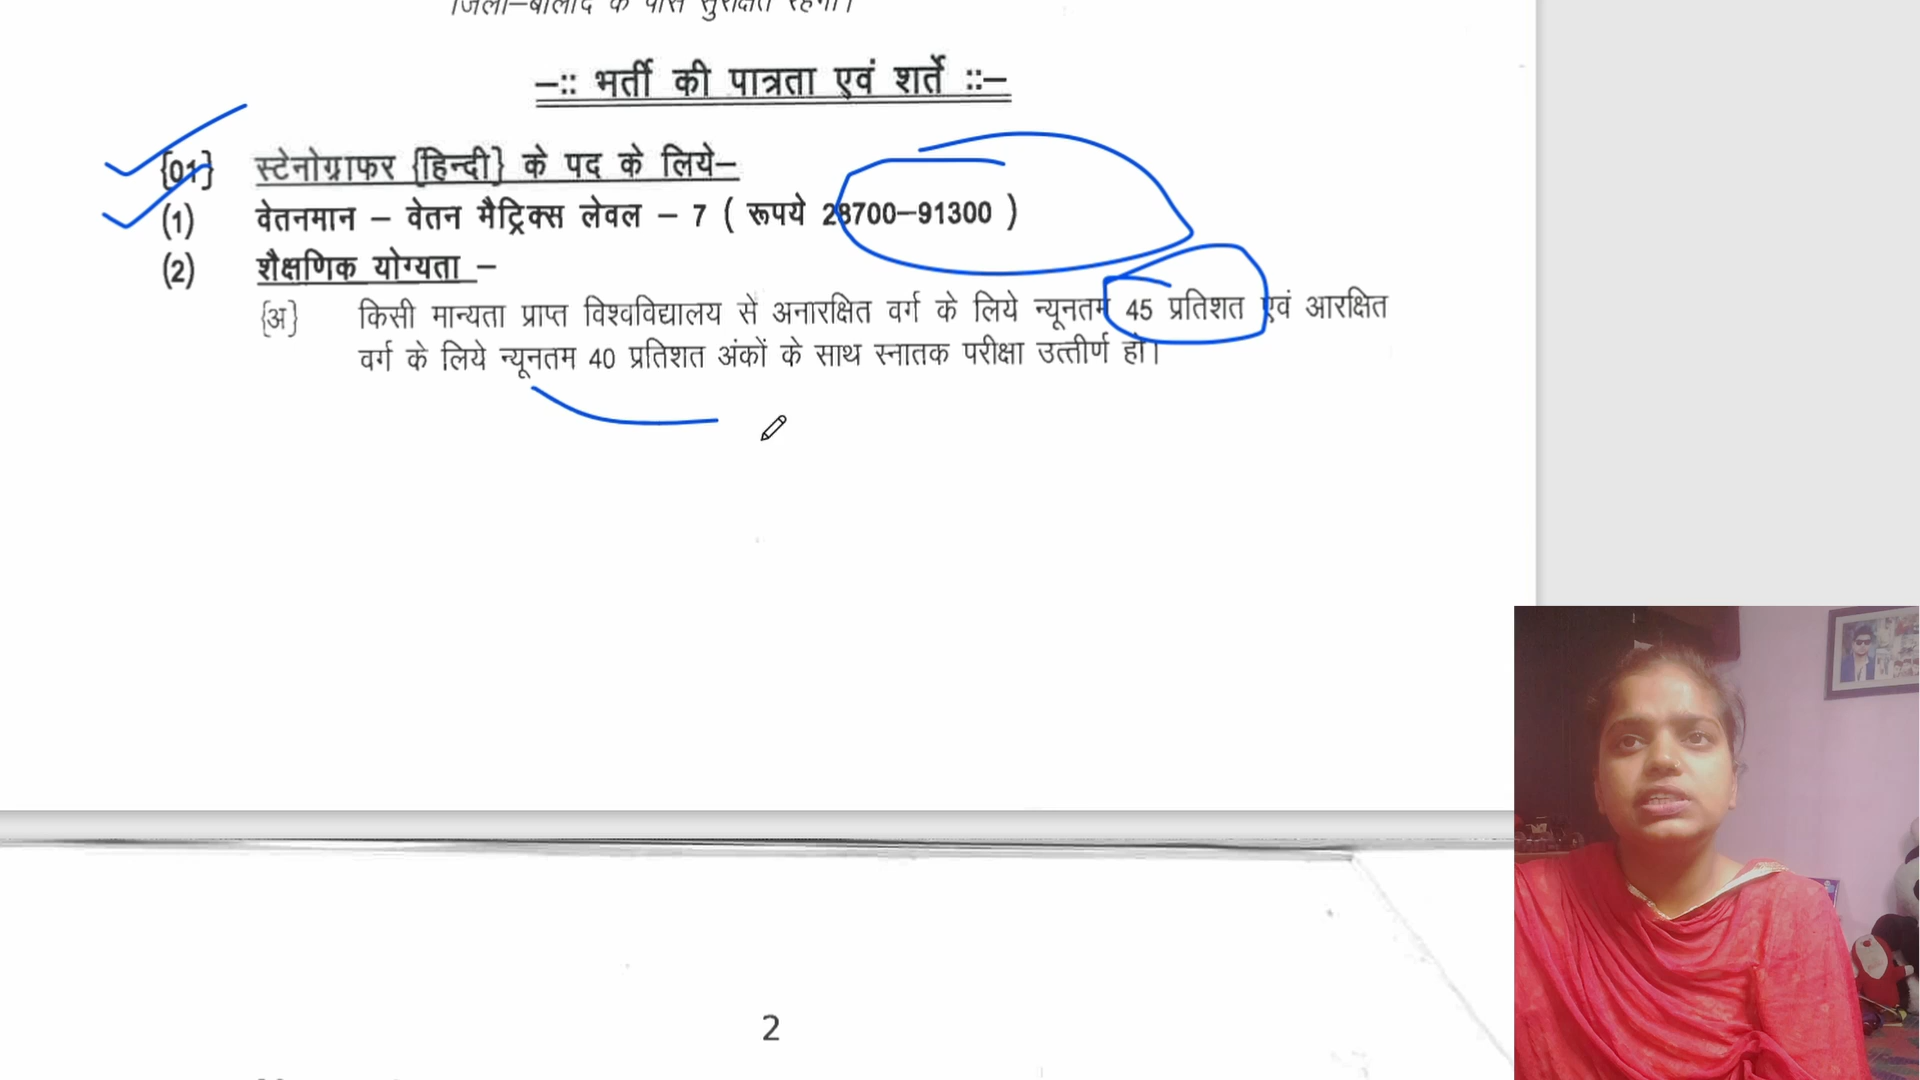 जिला–बालोद के पास सुरक्षित रहेगा।
–:: भर्ती की पात्रता एवं शर्ते ::–
{01} स्टेनोग्राफर {हिन्दी} के पद के लिये–
(1) वेतनमान – वेतन मैट्रिक्स लेवल – 7 ( रूपये 28700–91300 )
(2) शैक्षणिक योग्यता –
{अ} किसी मान्यता प्राप्त विश्वविद्यालय से अनारक्षित वर्ग के लिये न्यूनतम 45 प्रतिशत एवं आरक्षित
वर्ग के लिये न्यूनतम 40 प्रतिशत अंकों के साथ स्नातक परीक्षा उत्तीर्ण हो।
2